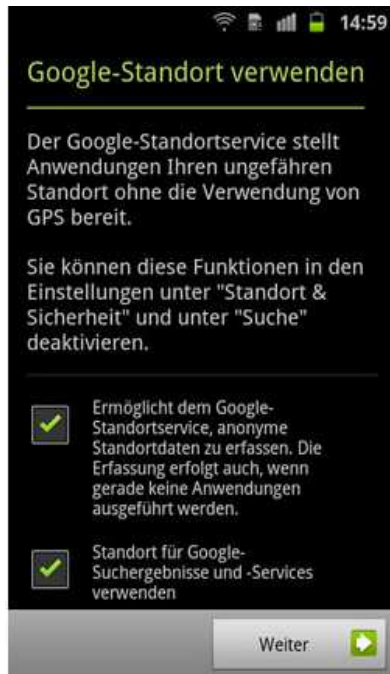 14:59
Google-Standort verwenden
Der Google-Standortservice stellt
Anwendungen Ihren ungefähren
Standort ohne die Verwendung von
GPS bereit.
Sie können diese Funktionen in den
Einstellungen unter "Standort &
Sicherheit" und unter "Suche"
deaktivieren.
Ermöglicht dem Google-
Standortservice, anonyme
Standortdaten zu erfassen. Die
Erfassung erfolgt auch, wenn
gerade keine Anwendungen
ausgeführt werden.
Standort für Google-
Suchergebnisse und -Services
verwenden
Weiter